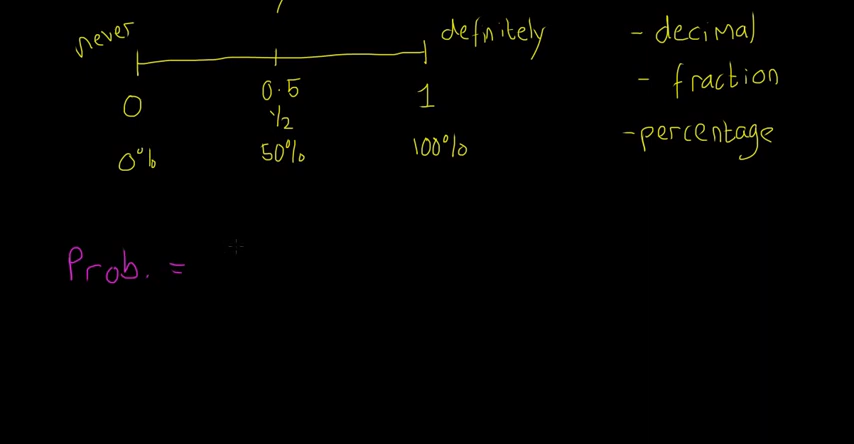 never
definitely
0
0.5
1/2
1
0%
50%
100%
- decimal
- fraction
- percentage
Prob. =